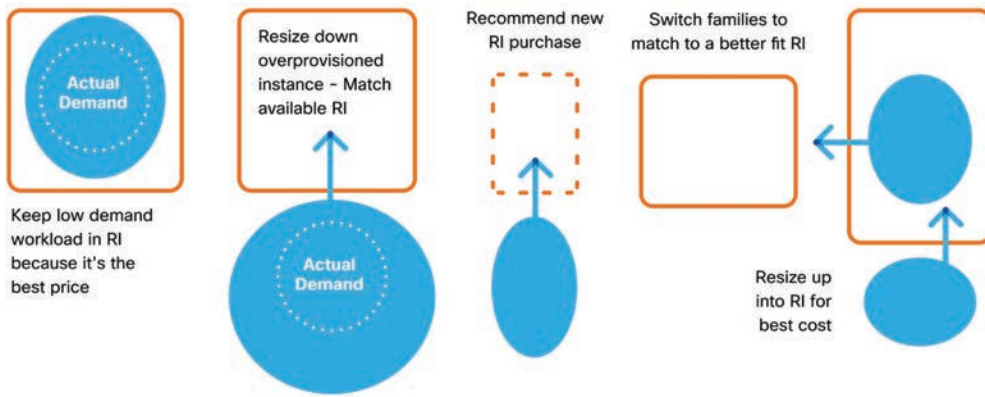 Actual
Demand
Keep low demand
workload in RI
because it's the
best price
Resize down
overprovisioned
instance - Match
available RI
Actual
Demand
Recommend new
RI purchase
Switch families to
match to a better fit RI
Resize up
into RI for
best cost